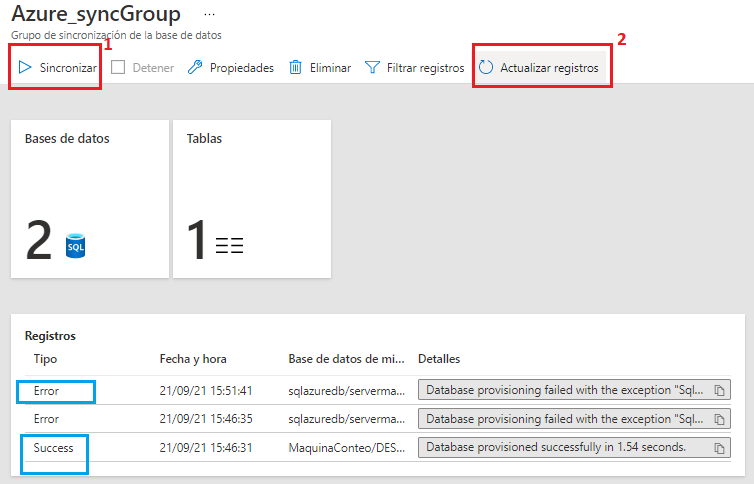 Azure_syncGroup ...
Grupo de sincronización de la base de datos
1
2
Sincronizar Detener Propiedades Eliminar Filtrar registros Actualizar registros
Bases de datos Tablas
2 SQL 1
Registros
Tipo Fecha y hora Base de datos de mi... Detalles
Error 21/09/21 15:51:41 sqlazuredb/serverma... Database provisioning failed with the exception "Sql...
Error 21/09/21 15:46:35 sqlazuredb/serverma... Database provisioning failed with the exception "Sql...
Success 21/09/21 15:46:31 MaquinaConteo/DES... Database provisioned successfully in 1.54 seconds.